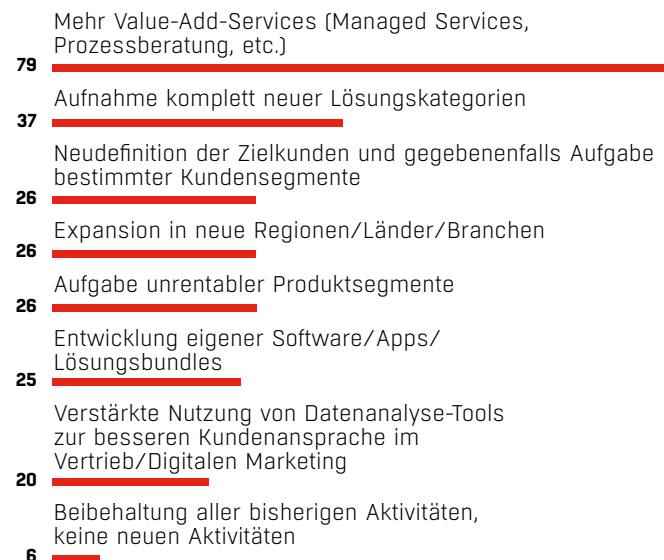 Mehr Value-Add-Services (Managed Services,
Prozessberatung, etc.)
79
Aufnahme komplett neuer Lösungskategorien
37
Neudefinition der Zielkunden und gegebenenfalls Aufgabe
bestimmter Kundensegmente
26
Expansion in neue Regionen/Länder/Branchen
26
Aufgabe unrentabler Produktsegmente
26
Entwicklung eigener Software/Apps/
Lösungsbundles
25
Verstärkte Nutzung von Datenanalyse-Tools
zur besseren Kundenansprache im
Vertrieb/Digitalen Marketing
20
Beibehaltung aller bisherigen Aktivitäten,
keine neuen Aktivitäten
6